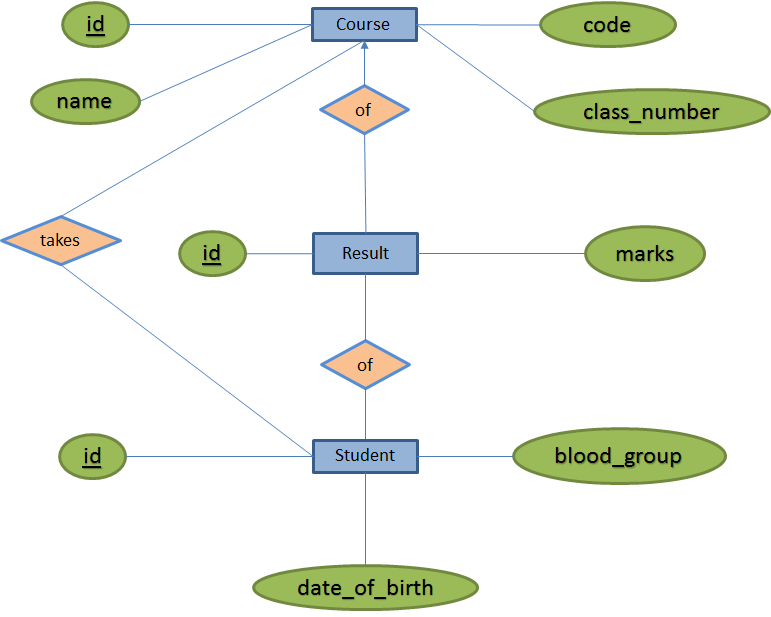 id
Course
code
name
of
class_number
takes
id
Result
marks
of
id
Student
blood_group
date_of_birth